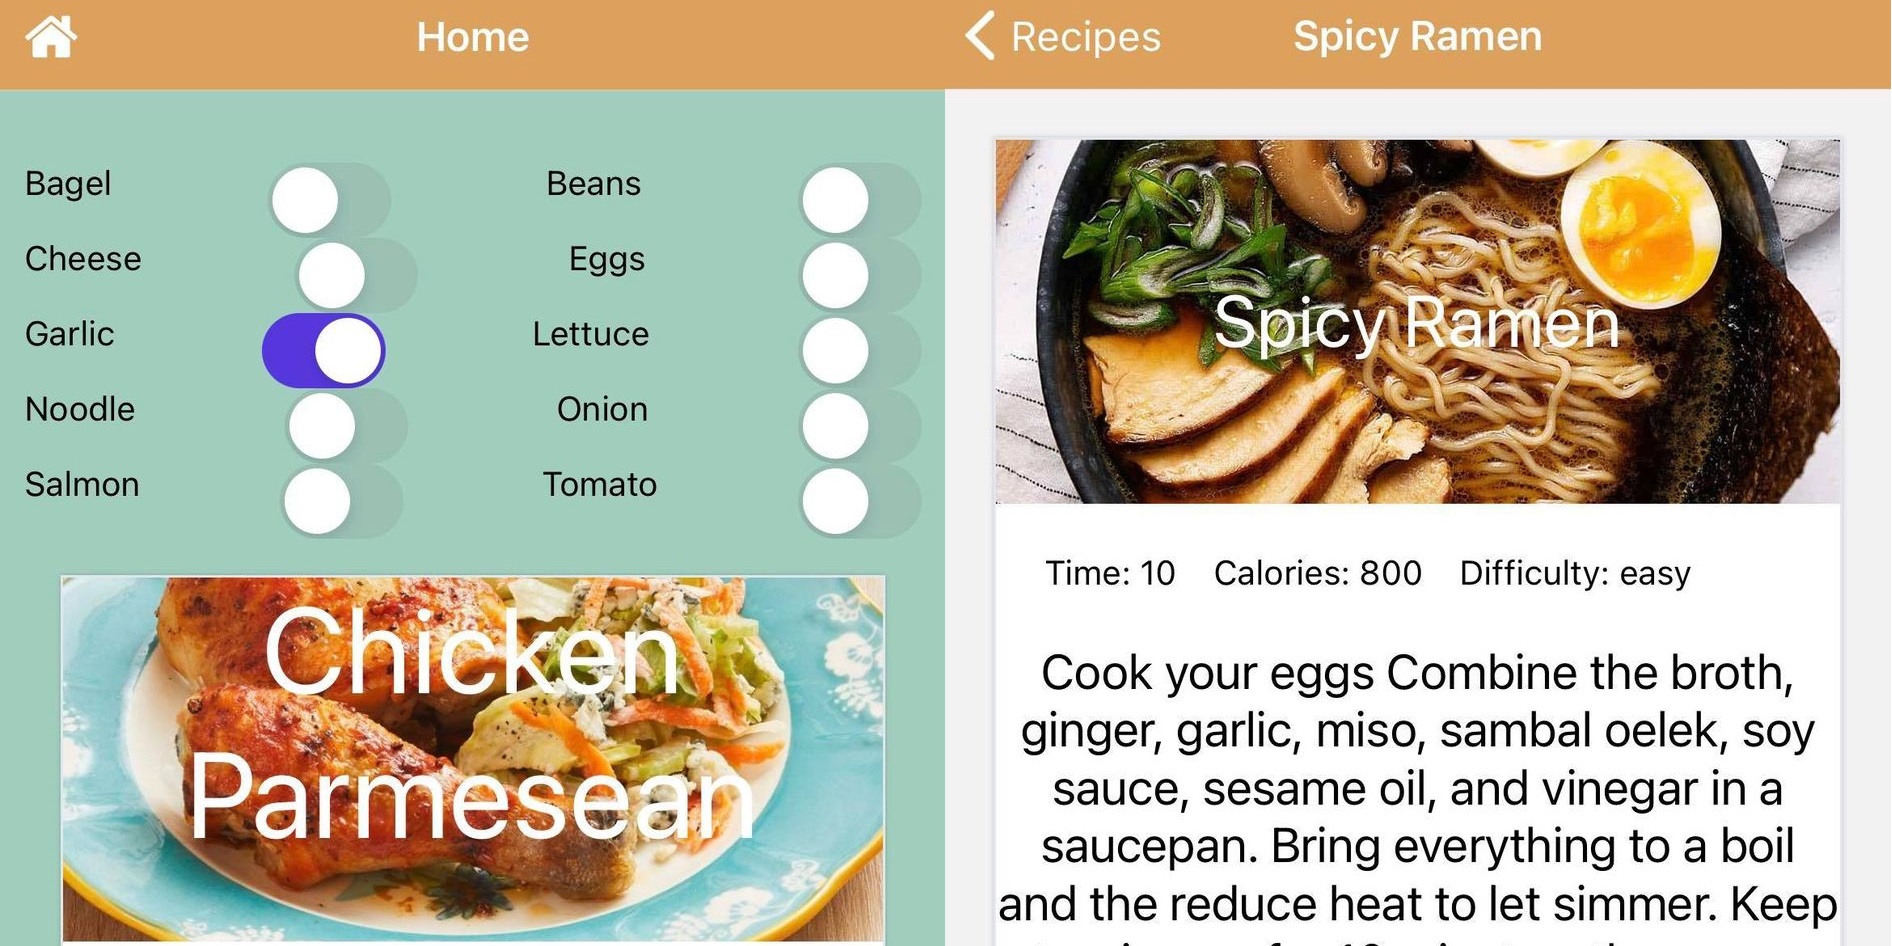 Home
Bagel
Beans
Cheese
Eggs
Garlic
Lettuce
Noodle
Onion
Salmon
Tomato
Chicken
Parmesean
Recipes
Spicy Ramen
Spicy Ramen
Time: 10 Calories: 800 Difficulty: easy
Cook your eggs Combine the broth,
ginger, garlic, miso, sambal oelek, soy
sauce, sesame oil, and vinegar in a
saucepan. Bring everything to a boil
and the reduce heat to let simmer. Keep